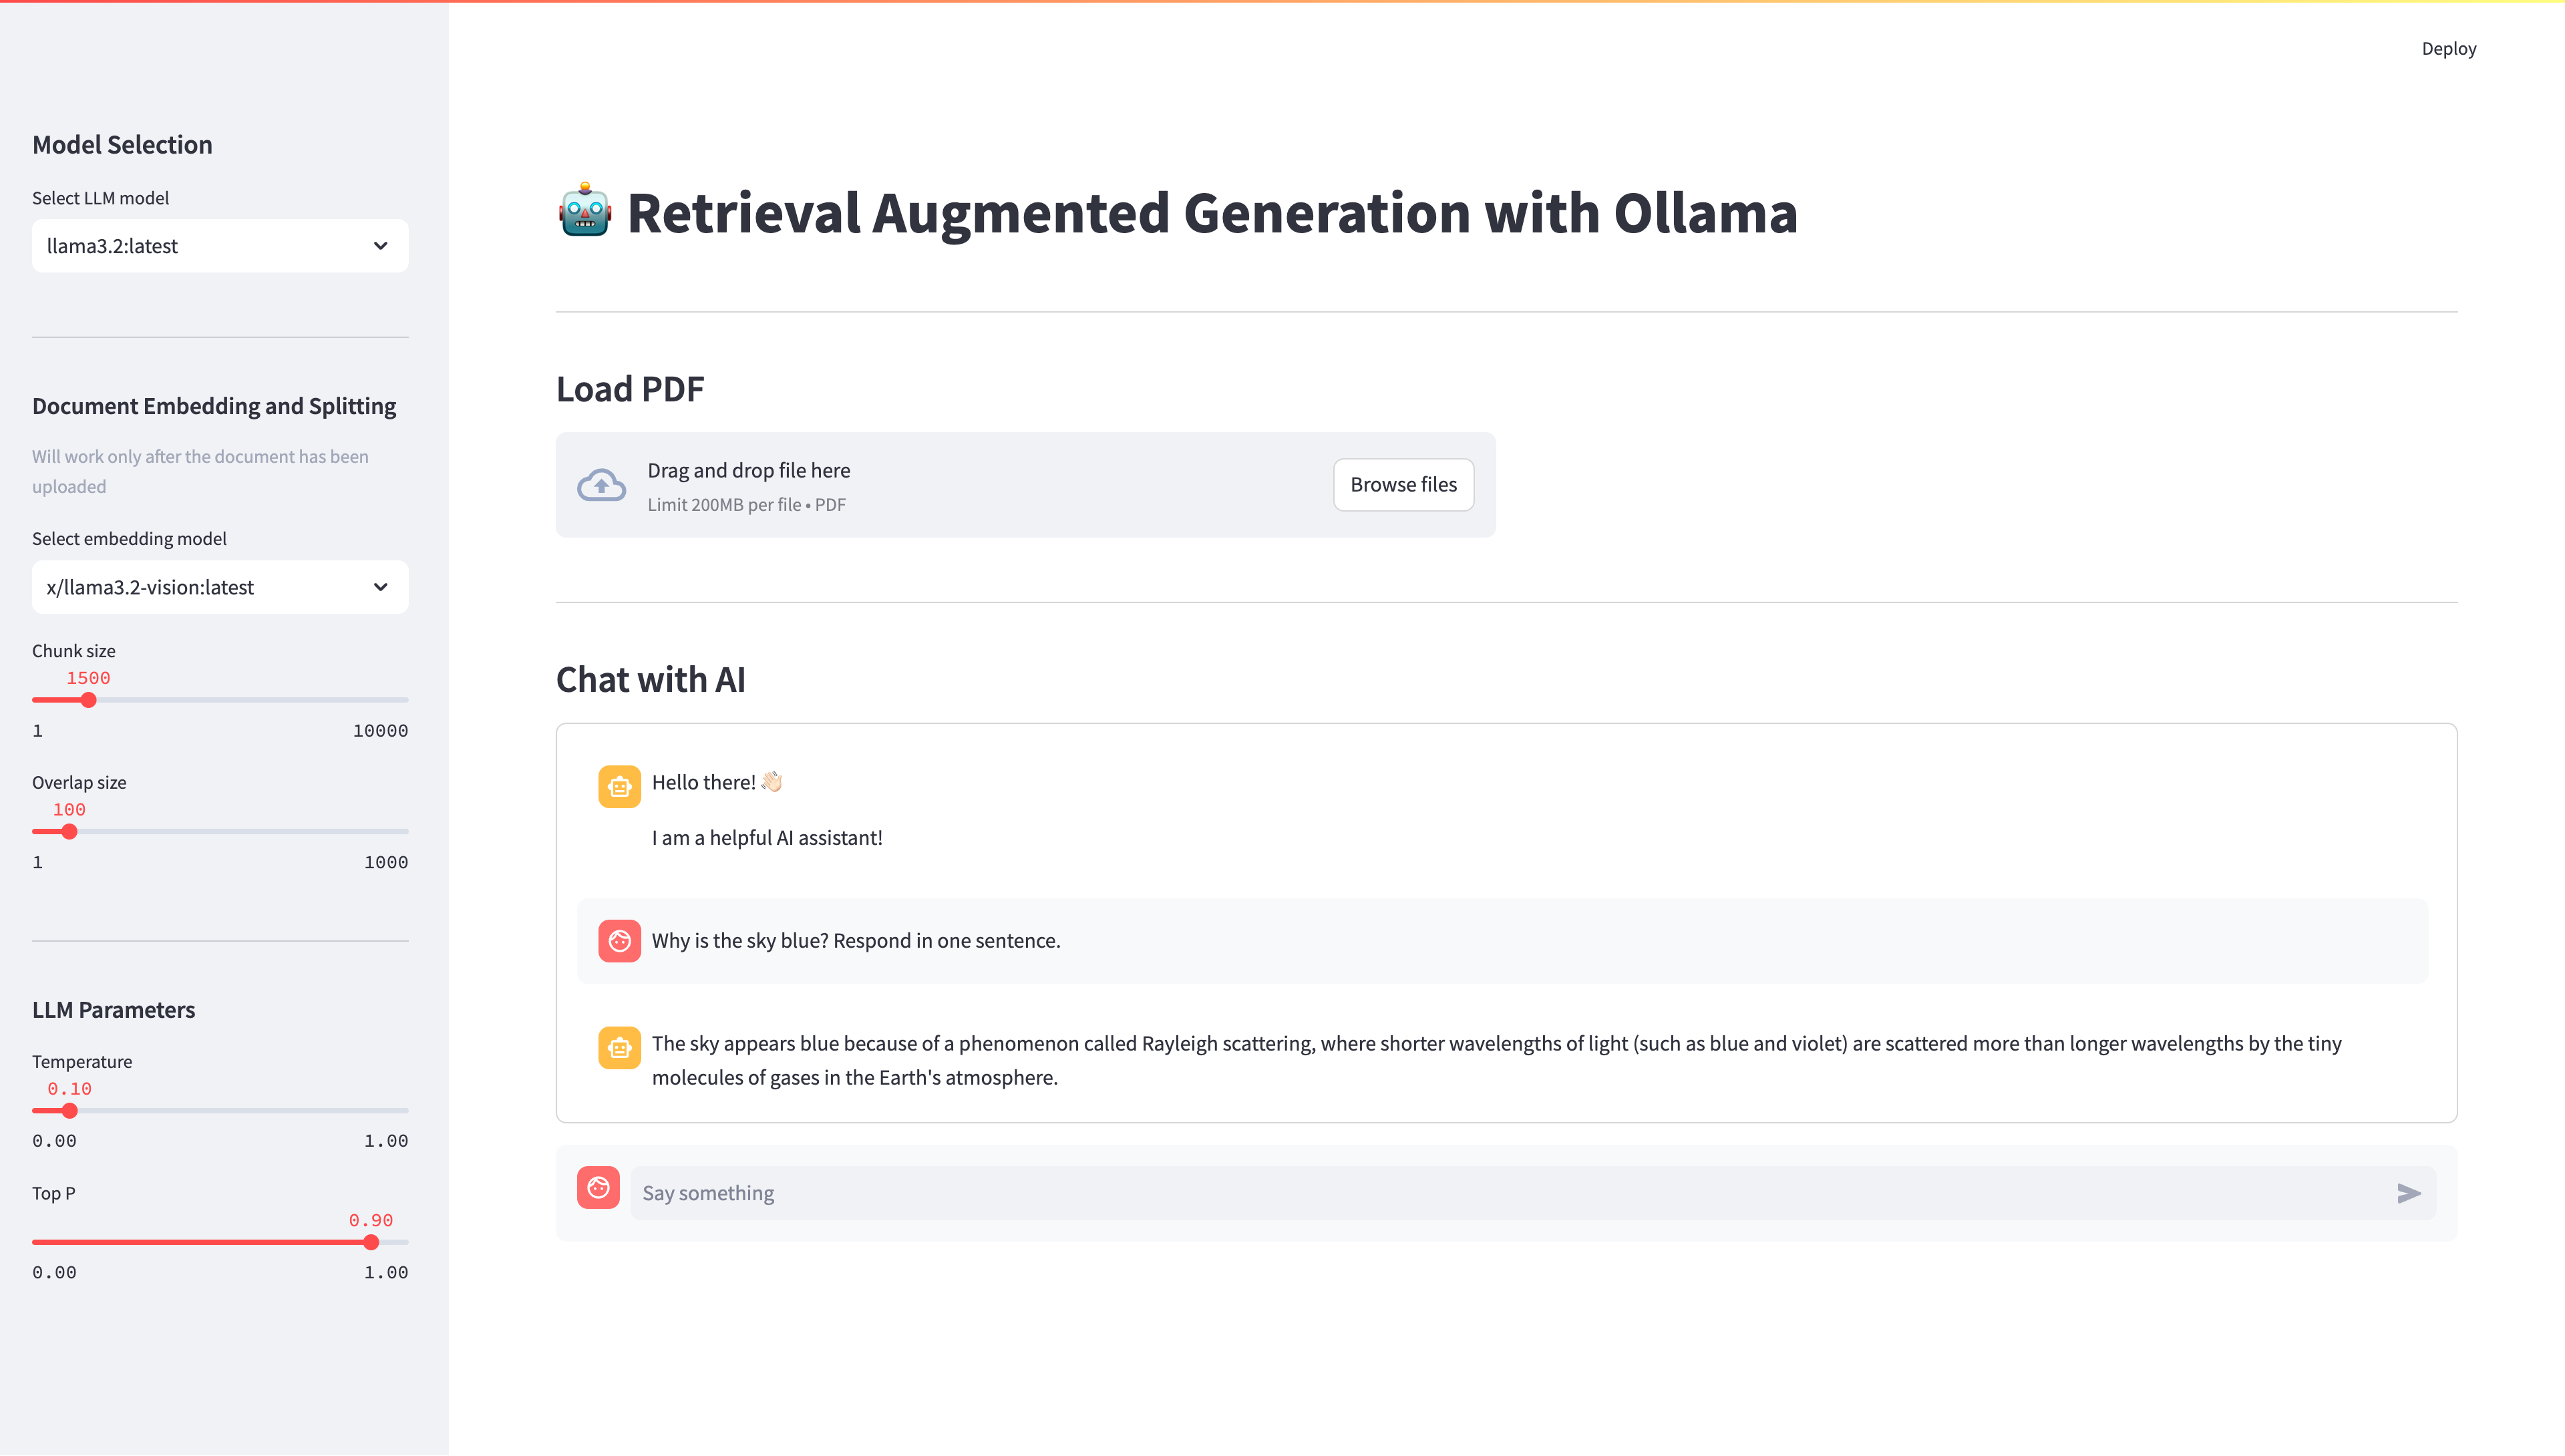 Deploy
Model Selection
Select LLM model
llama3.2:latest
Document Embedding and Splitting
Will work only after the document has been
uploaded
Select embedding model
x/llama3.2-vision:latest
Chunk size
1500
1 10000
Overlap size
100
1 1000
LLM Parameters
Temperature
0.10
0.00 1.00
Top P
0.90
0.00 1.00
Retrieval Augmented Generation with Ollama
Load PDF
Drag and drop file here
Limit 200MB per file • PDF
Browse files
Chat with AI
Hello there! 👋🏻
I am a helpful AI assistant!
Why is the sky blue? Respond in one sentence.
The sky appears blue because of a phenomenon called Rayleigh scattering, where shorter wavelengths of light (such as blue and violet) are scattered more than longer wavelengths by the tiny
molecules of gases in the Earth's atmosphere.
Say something